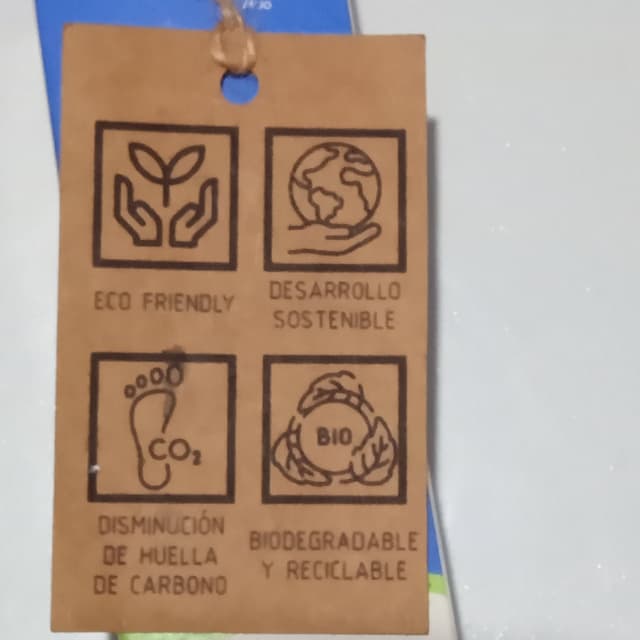 ECO FRIENDLY
DESARROLLO
SOSTENIBLE
CO₂
BIO
DISMINUCIÓN
DE HUELLA
DE CARBONO
BIODEGRADABLE
Y RECICLABLE